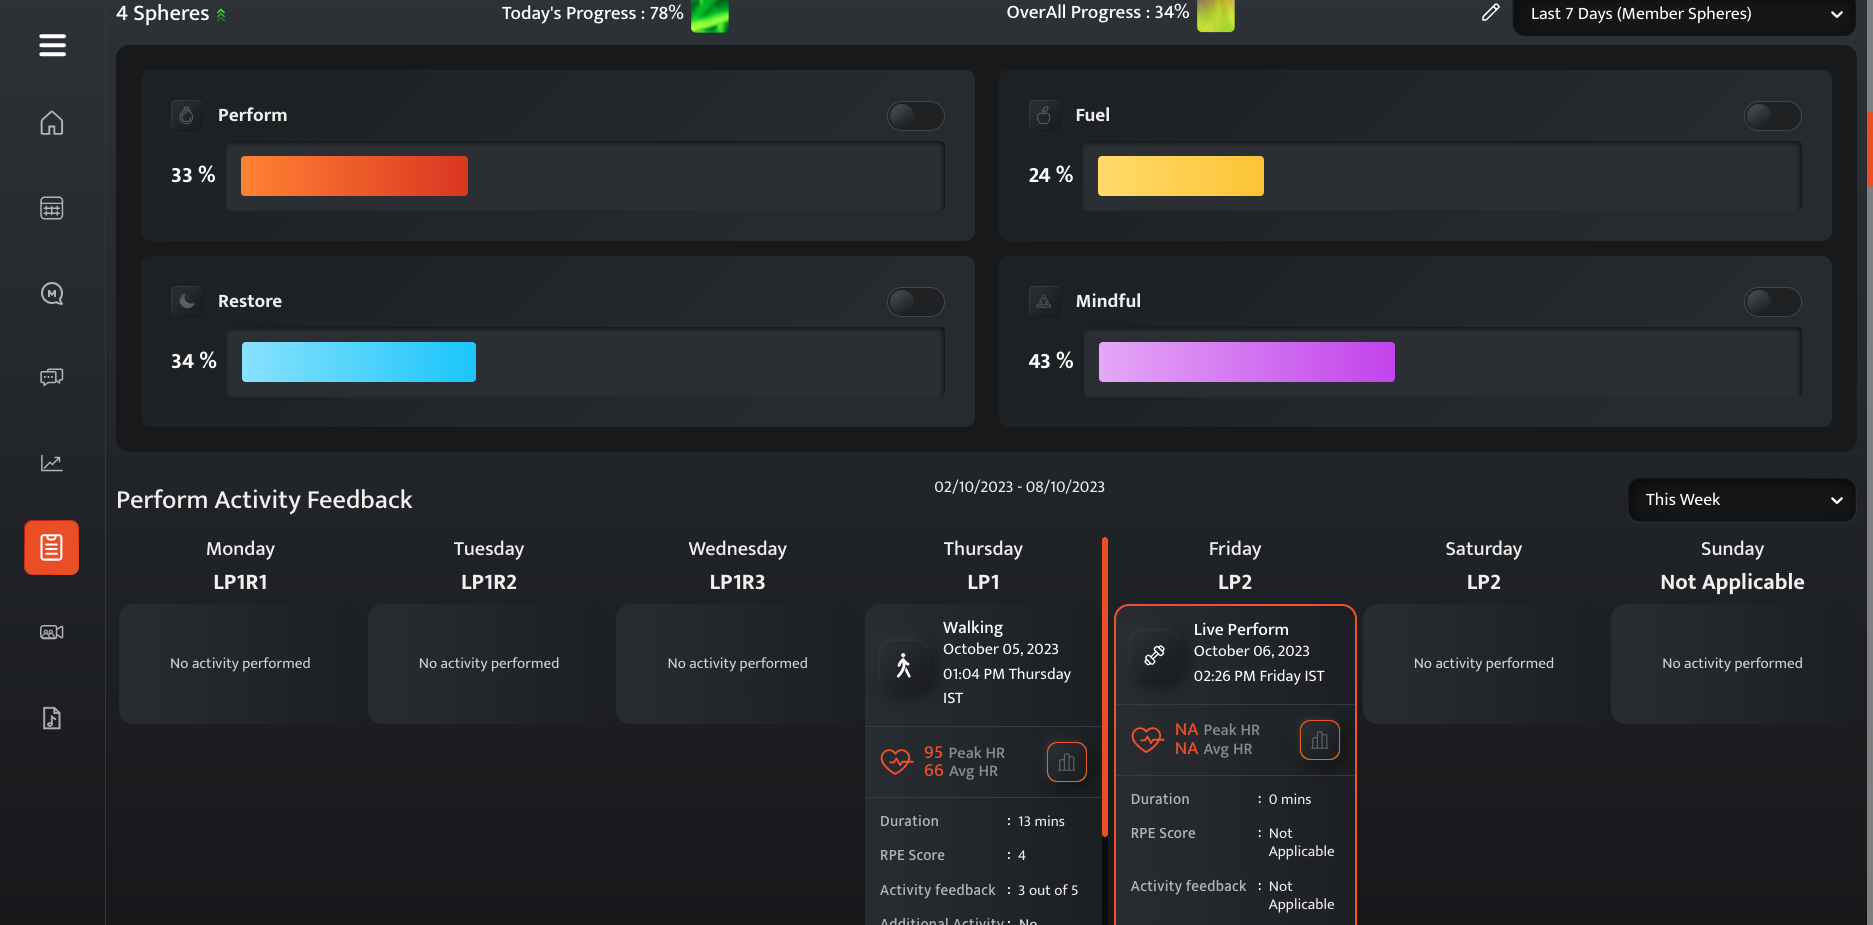 4 Spheres
Today's Progress : 78%
OverAll Progress : 34%
Last 7 Days (Member Spheres)
Perform
33 %
Fuel
24 %
Restore
34 %
Mindful
43 %
M
Perform Activity Feedback
02/10/2023 - 08/10/2023
This Week
Monday
LP1R1
No activity performed
Tuesday
LP1R2
No activity performed
Wednesday
LP1R3
No activity performed
Thursday
LP1
Walking
October 05, 2023
01:04 PM Thursday
IST
95 Peak HR
66 Avg HR
Duration : 13 mins
RPE Score : 4
Activity feedback : 3 out of 5
Additional Activity : No
Friday
LP2
Live Perform
October 06, 2023
02:26 PM Friday IST
NA Peak HR
NA Avg HR
Duration : 0 mins
RPE Score : Not
Applicable
Activity feedback : Not
Applicable
Saturday
LP2
No activity performed
Sunday
Not Applicable
No activity performed